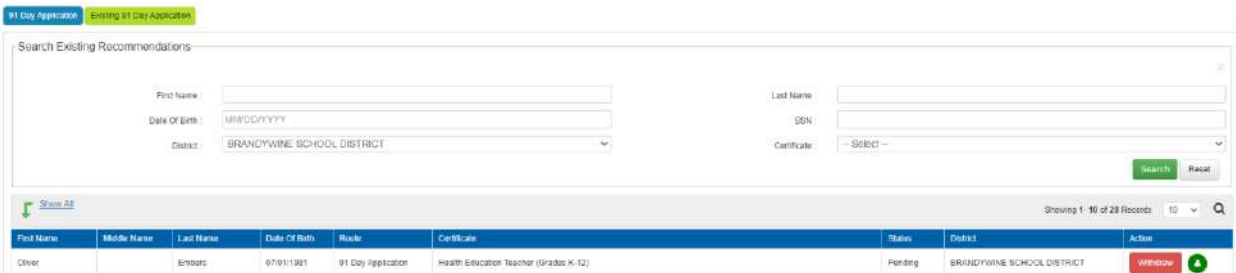 91 Day Application Existing 91 Day Application
Search Existing Recommendations
First Name : Last Name
Date Of Birth : MM/DD/YYYY SSN :
District : BRANDYWINE SCHOOL DISTRICT Certificate -- Select --
Search Reset
Show All Showing 1- 10 of 28 Records 10
First Name Middle Name Last Name Date Of Birth Route Certificate Status District Action
Oliver Embers 07/01/1981 91 Day Application Health Education Teacher (Grades K-12) Pending BRANDYWINE SCHOOL DISTRICT Withdraw